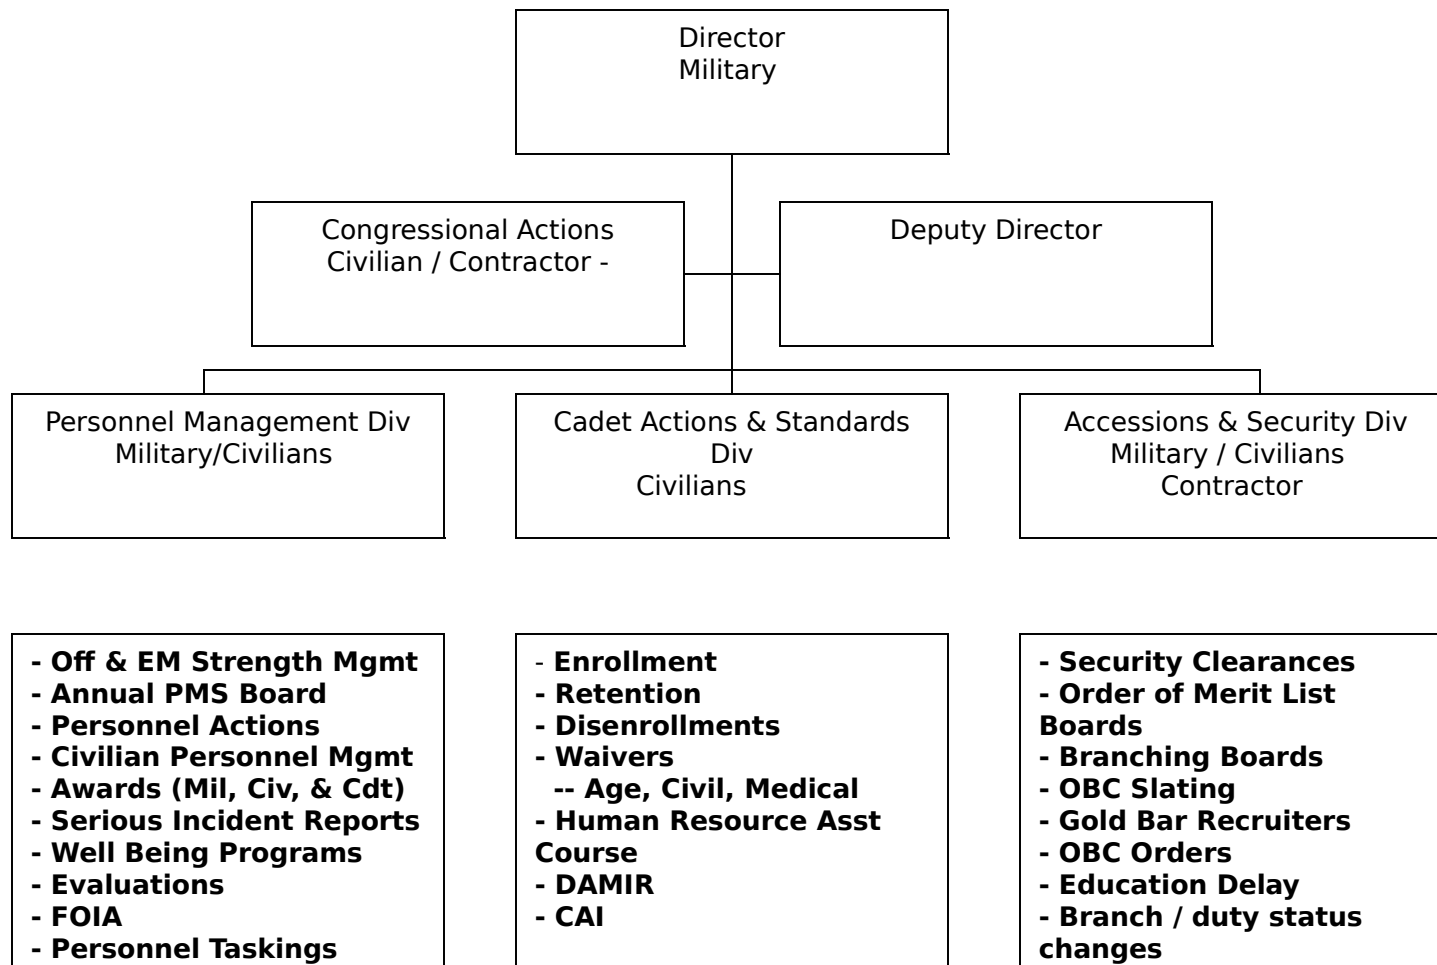 Director
Military
Congressional Actions
Civilian / Contractor -
Deputy Director
Personnel Management Div
Military/Civilians
Cadet Actions & Standards
Div
Civilians
Accessions & Security Div
Military / Civilians
Contractor
- Off & EM Strength Mgmt
- Annual PMS Board
- Personnel Actions
- Civilian Personnel Mgmt
- Awards (Mil, Civ, & Cdt)
- Serious Incident Reports
- Well Being Programs
- Evaluations
- FOIA
- Personnel Taskings
- Enrollment
- Retention
- Disenrollments
- Waivers
-- Age, Civil, Medical
- Human Resource Asst
Course
- DAMIR
- CAI
- Security Clearances
- Order of Merit List
Boards
- Branching Boards
- OBC Slating
- Gold Bar Recruiters
- OBC Orders
- Education Delay
- Branch / duty status
changes